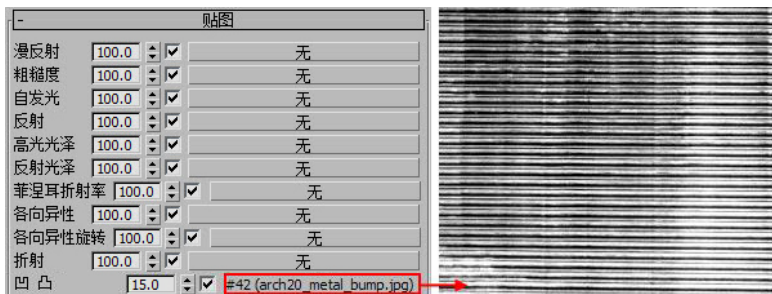 - 贴图
漫反射 100.0 无
粗糙度 100.0 无
自发光 100.0 无
反射 100.0 无
高光光泽 100.0 无
反射光泽 100.0 无
菲涅耳折射率 100.0 无
各向异性 100.0 无
各向异性旋转 100.0 无
折射 100.0 无
凹凸 15.0 #42 (arch20_metal_bump.jpg)